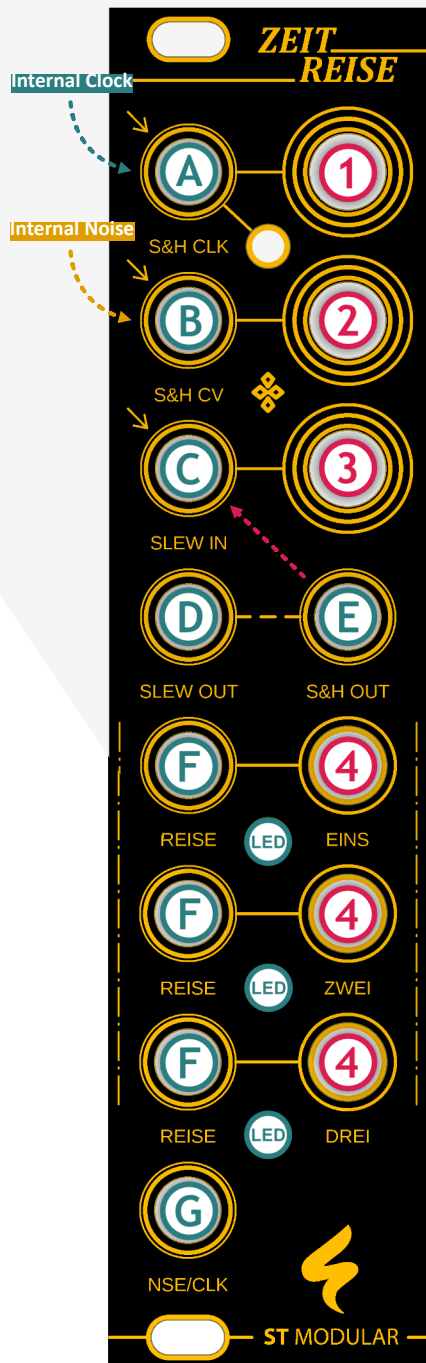 ZEIT
REISE
Internal Clock
A 1
S&H CLK
Internal Noise
B 2
S&H CV
C 3
SLEW IN
D E
SLEW OUT S&H OUT
F 4
REISE LED EINS
F 4
REISE LED ZWEI
F 4
REISE LED DREI
G
NSE/CLK
ST MODULAR